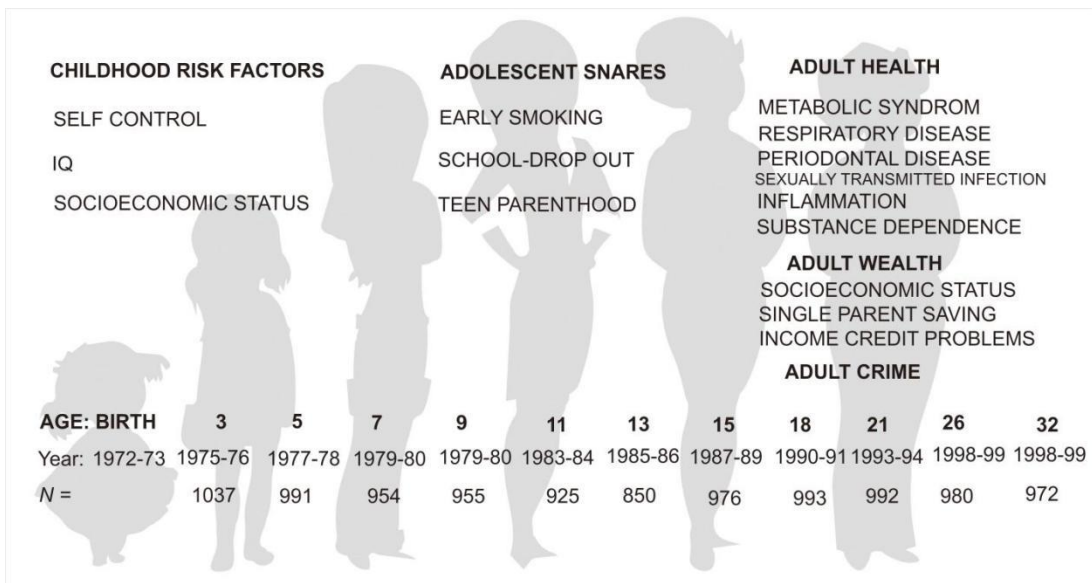 CHILDHOOD RISK FACTORS
SELF CONTROL
IQ
SOCIOECONOMIC STATUS
ADOLESCENT SNARES
EARLY SMOKING
SCHOOL-DROP OUT
TEEN PARENTHOOD
ADULT HEALTH
METABOLIC SYNDROM
RESPIRATORY DISEASE
PERIODONTAL DISEASE
SEXUALLY TRANSMITTED INFECTION
INFLAMMATION
SUBSTANCE DEPENDENCE
ADULT WEALTH
SOCIOECONOMIC STATUS
SINGLE PARENT SAVING
INCOME CREDIT PROBLEMS
ADULT CRIME
AGE: BIRTH 3 5 7 9 11 13 15 18 21 26 32
Year: 1972-73 1975-76 1977-78 1979-80 1979-80 1983-84 1985-86 1987-89 1990-91 1993-94 1998-99 1998-99
N = 1037 991 954 955 925 850 976 993 992 980 972